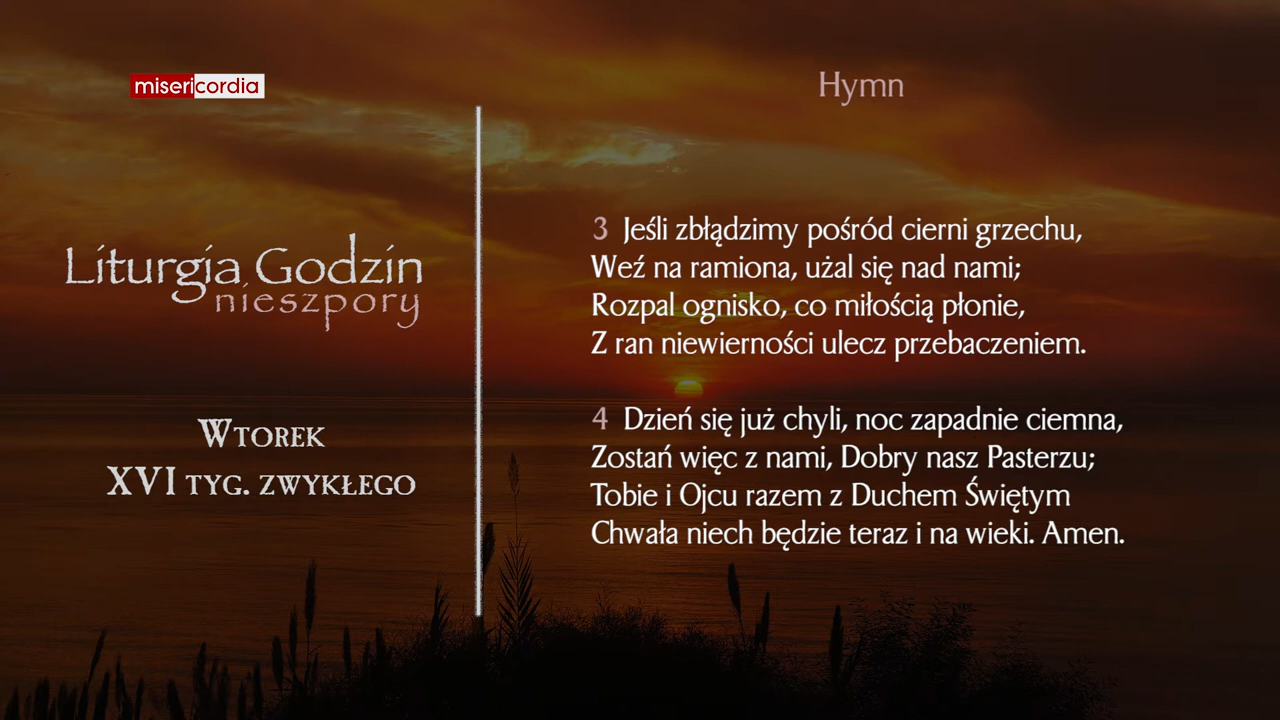 misericordia
Liturgia Godzin
nieszpory
Wtorek
XVI tyg. zwykłego
Hymn
3 Jeśli zbłądzimy pośród cierni grzechu,
Weź na ramiona, użal się nad nami;
Rozpal ognisko, co miłością płonie,
Z ran niewierności ulecz przebaczeniem.
4 Dzień się już chyli, noc zapadnie ciemna,
Zostań więc z nami, Dobry nasz Pasterzu;
Tobie i Ojcu razem z Duchem Świętym
Chwała niech będzie teraz i na wieki. Amen.